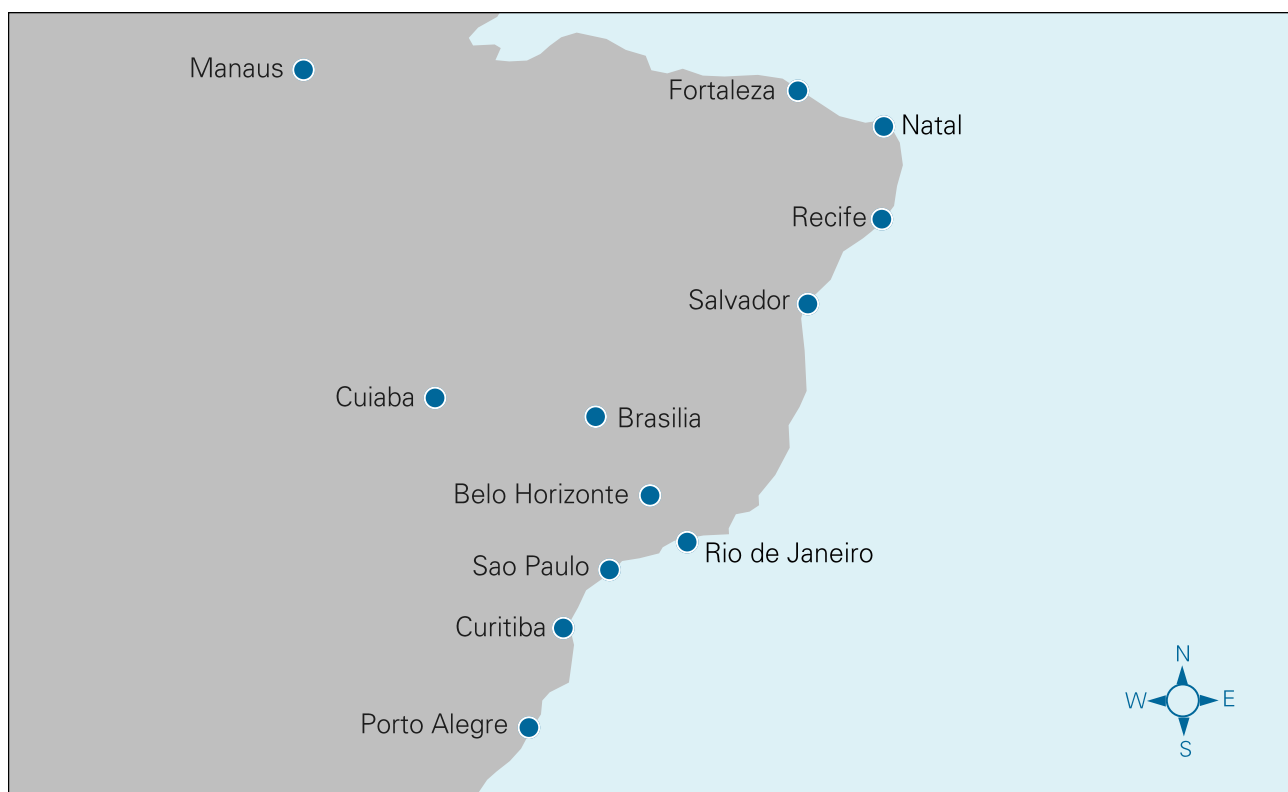 Manaus
Fortaleza
Natal
Recife
Salvador
Cuiaba
Brasilia
Belo Horizonte
Rio de Janeiro
Sao Paulo
Curitiba
N
W E
S
Porto Alegre